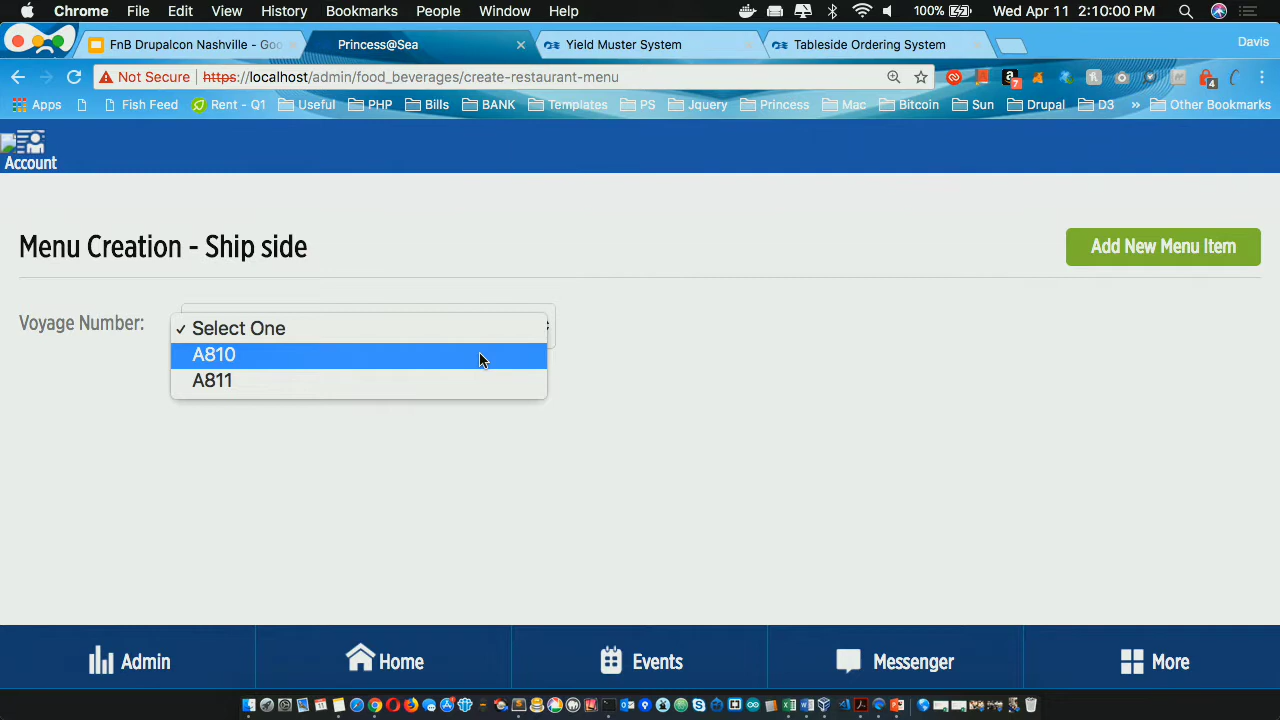 Chrome File Edit View History Bookmarks People Window Help 100% Wed Apr 11 2:10:00 PM
FnB Drupalcon Nashville - Goo Princess@Sea Yield Muster System Tableside Ordering System Davis
Not Secure https://localhost/admin/food_beverages/create-restaurant-menu
Apps Fish Feed Rent - Q1 Useful PHP Bills BANK Templates PS Jquery Princess Mac Bitcoin Sun Drupal D3 » Other Bookmarks
Account
Menu Creation - Ship side Add New Menu Item
Voyage Number: ✓ Select One
A810
A811
Admin Home Events Messenger More